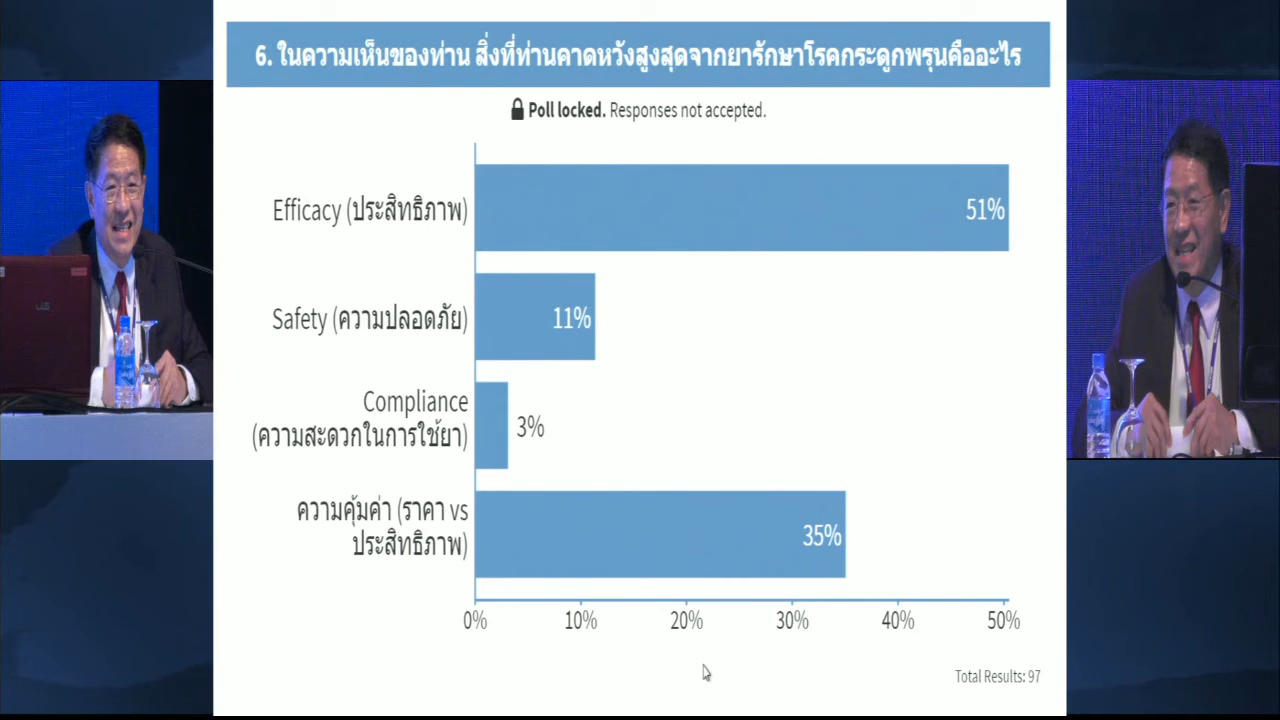 6. ในความเห็นของท่าน สิ่งที่ท่านคาดหวังสูงสุดจากยารักษาโรคกระดูกพรุนคืออะไร
Poll locked. Responses not accepted.
Efficacy (ประสิทธิภาพ)
51%
Safety (ความปลอดภัย)
11%
Compliance
(ความสะดวกในการใช้ยา)
3%
ความคุ้มค่า (ราคา vs
ประสิทธิภาพ)
35%
0% 10% 20% 30% 40% 50%
Total Results: 97